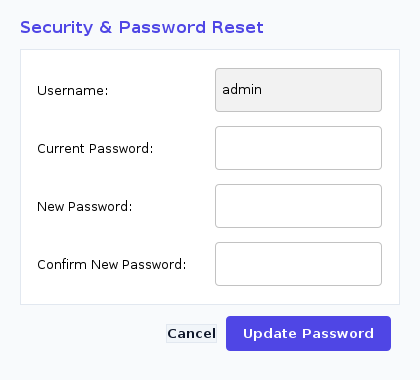 Security & Password Reset
Username: admin
Current Password:
New Password:
Confirm New Password:
Cancel Update Password